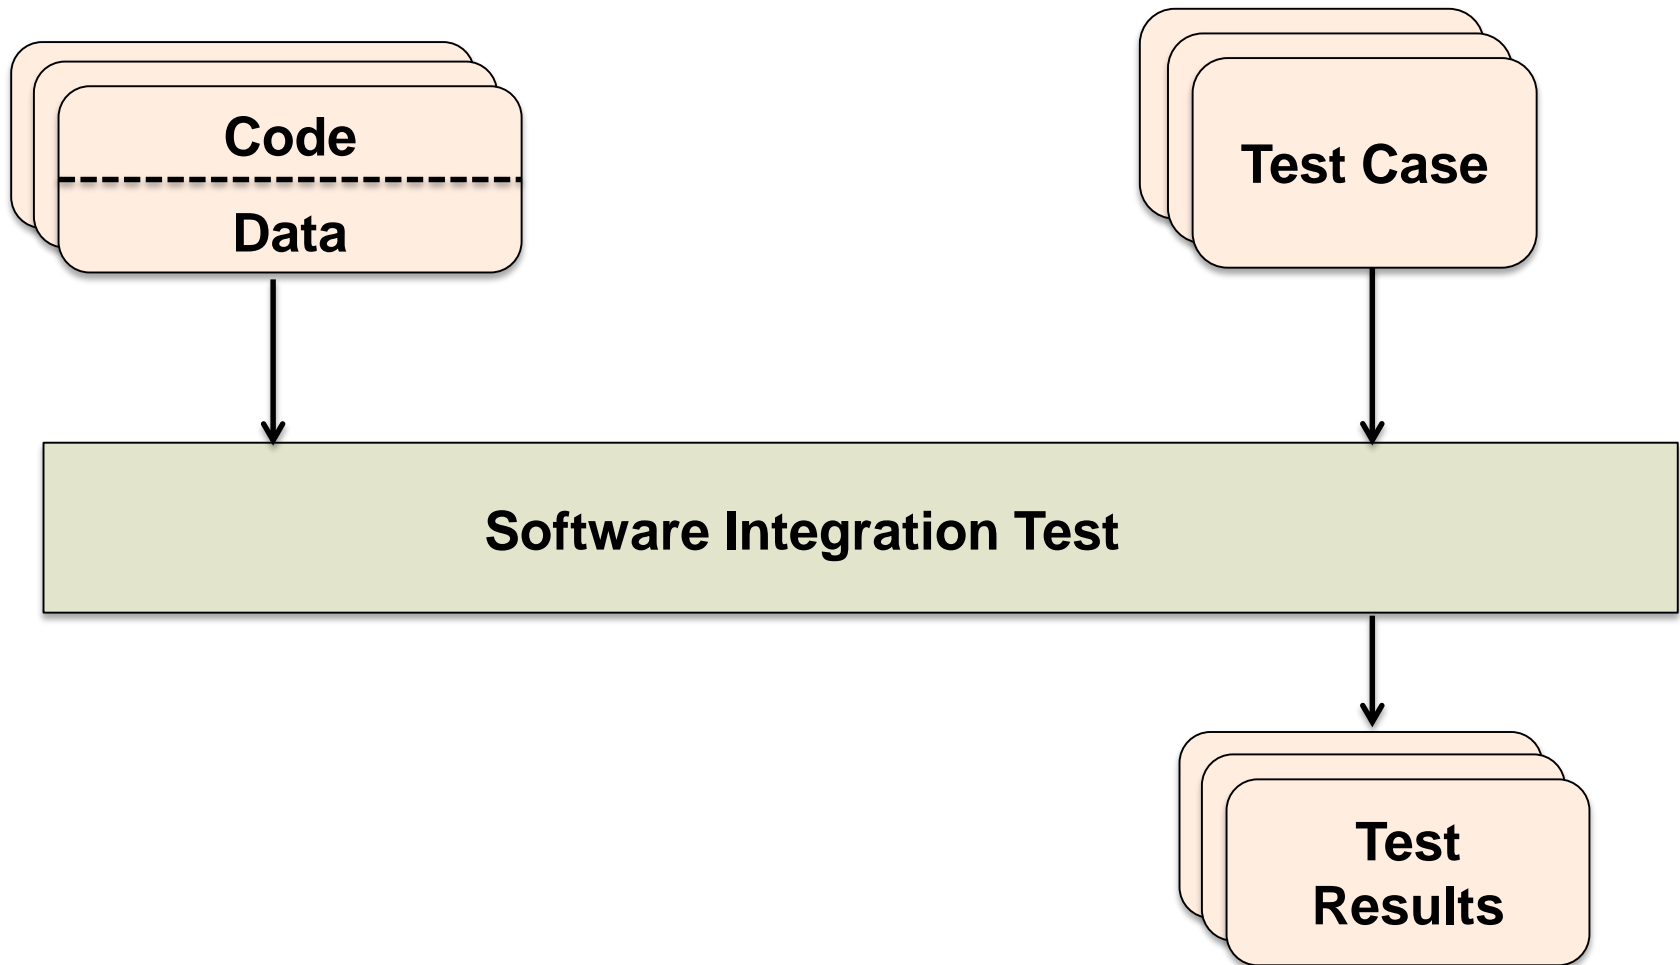 Code
Data
Test Case
Software Integration Test
Test
Results